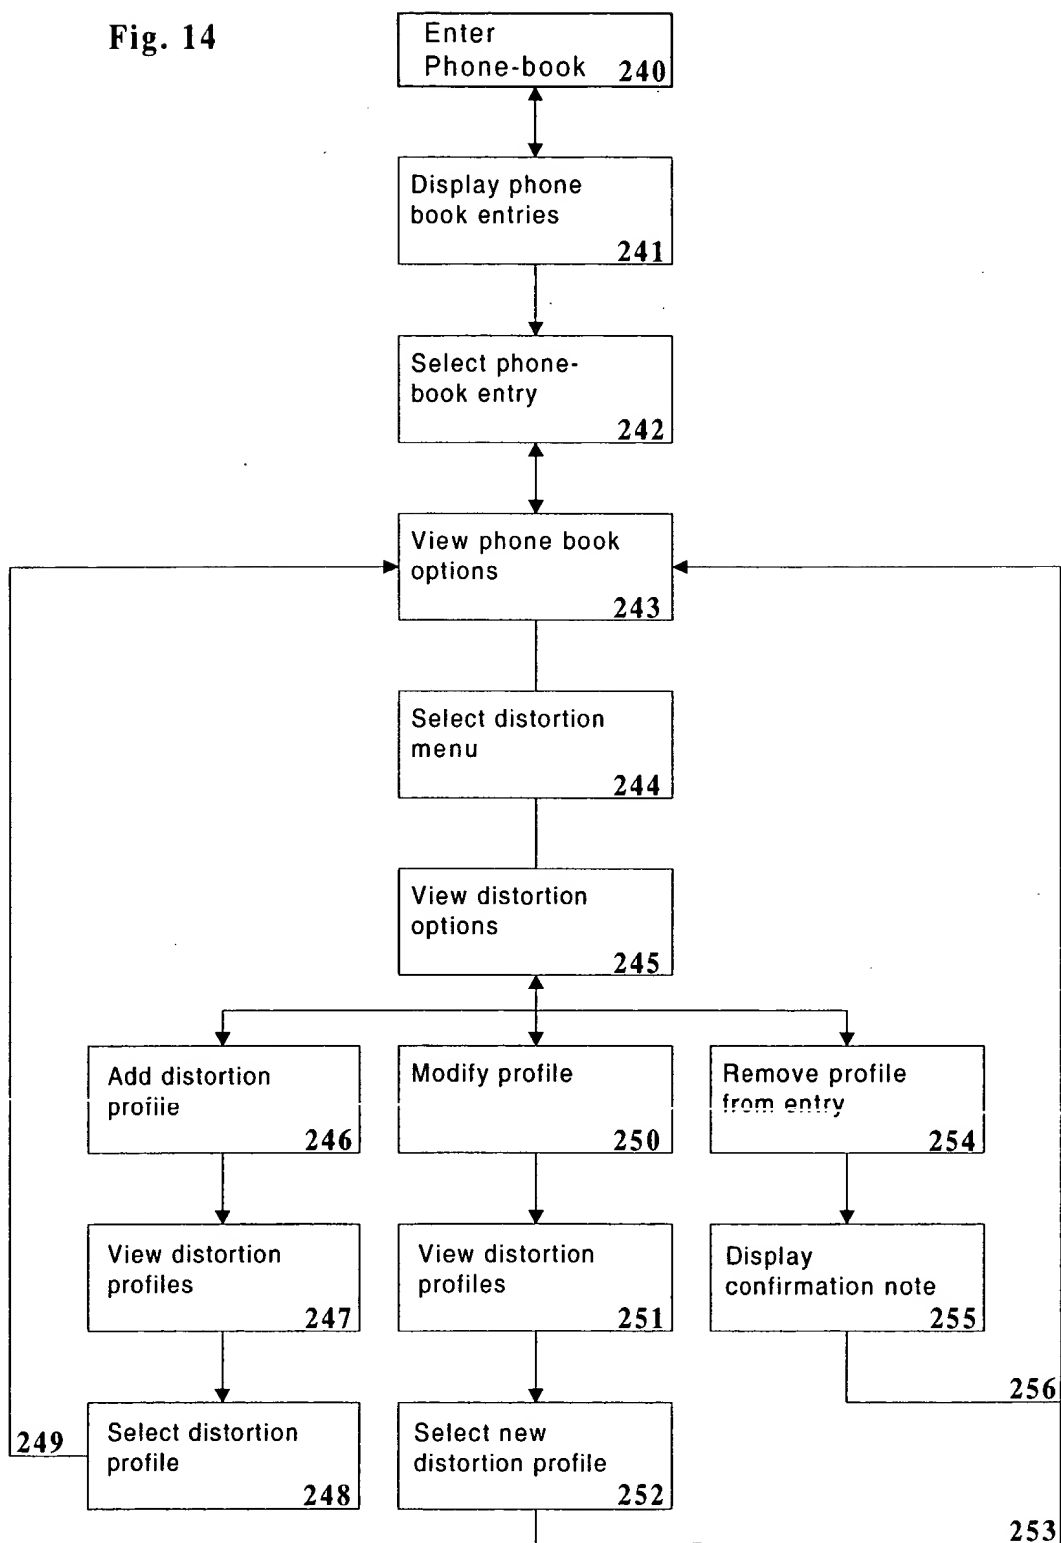 Fig. 14
Enter
Phone-book 240
Display phone
book entries
241
Select phone-
book entry
242
View phone book
options
243
Select distortion
menu
244
View distortion
options
245
Add distortion
profile
246
Modify profile
250
Remove profile
from entry
254
View distortion
profiles
247
View distortion
profiles
251
Display
confirmation note
255
256
249
Select distortion
profile
248
Select new
distortion profile
252
253